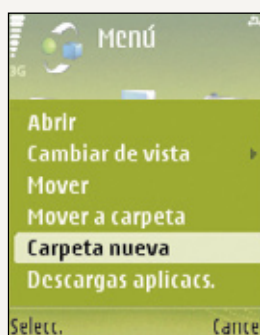 3G
Menú
Abrir
Cambiar de vista
Mover
Mover a carpeta
Carpeta nueva
Descargas aplicacs.
Selecc.
Cance